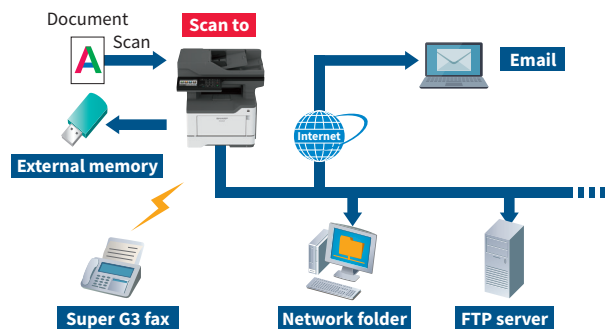 Document
Scan
A
Scan to
Email
Internet
External memory
Super G3 fax
Network folder
FTP server